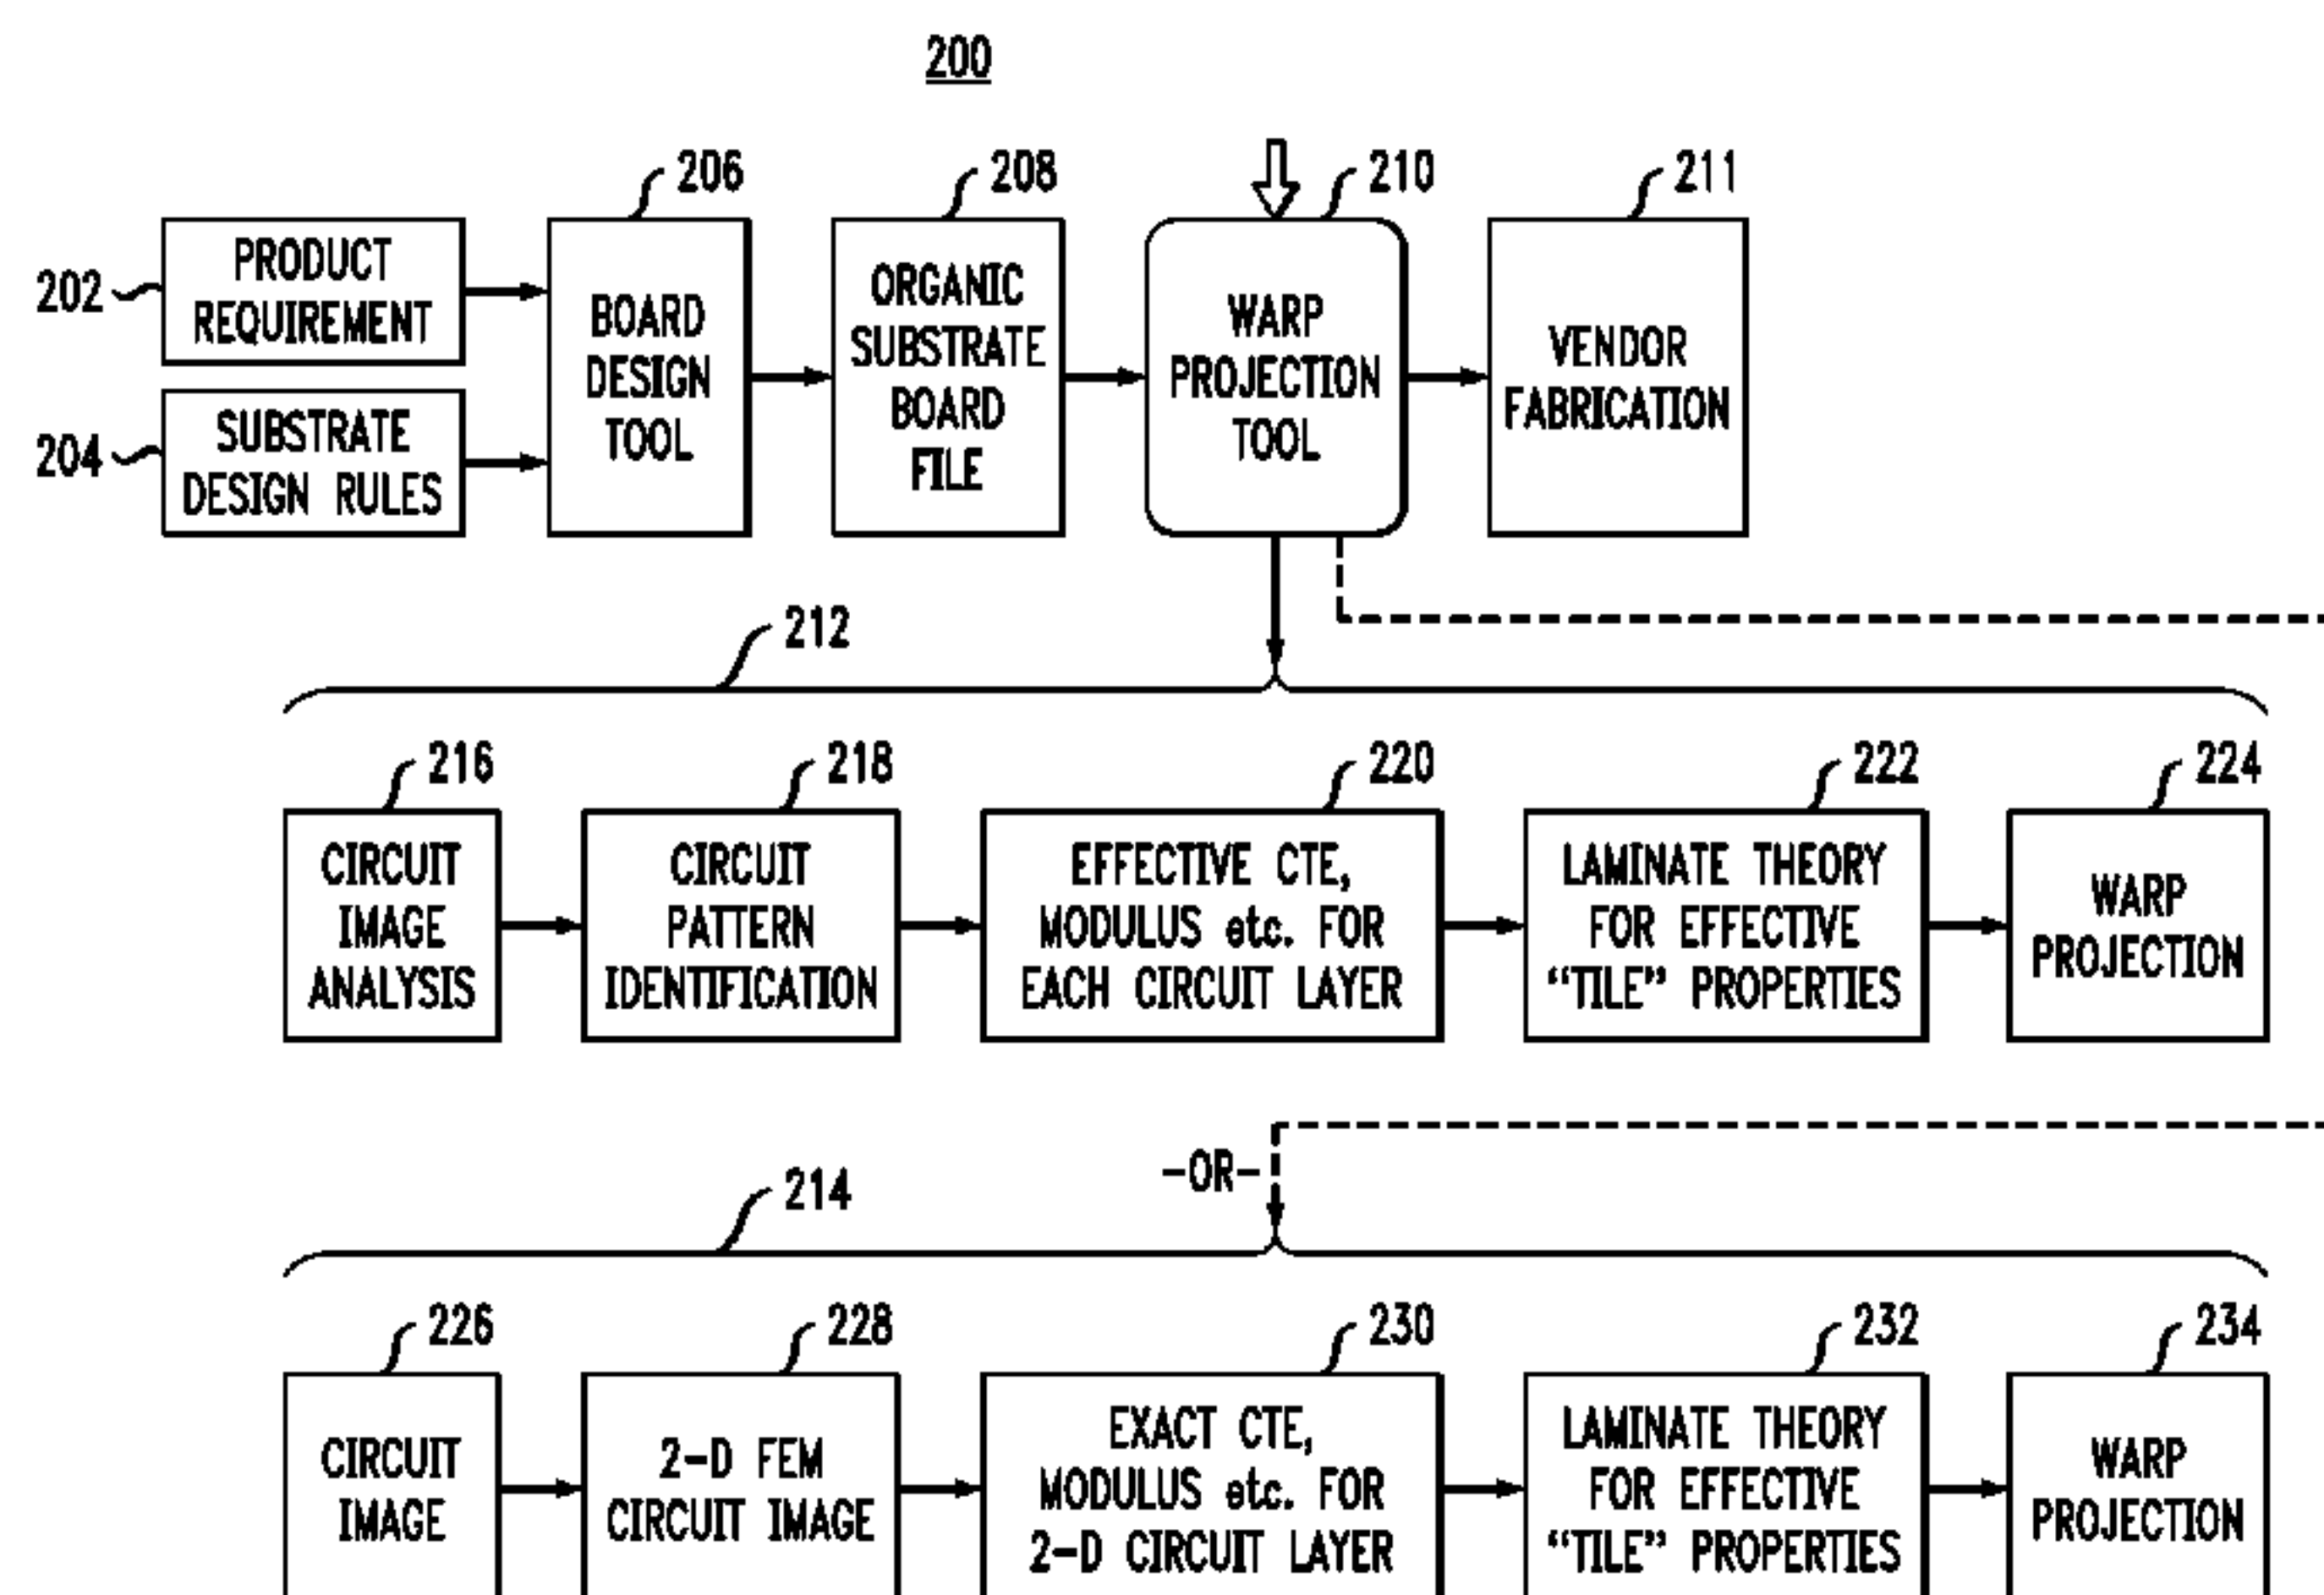 200
206
208
210
211
202
PRODUCT
REQUIREMENT
204
SUBSTRATE
DESIGN RULES
BOARD
DESIGN
TOOL
ORGANIC
SUBSTRATE
BOARD
FILE
WARP
PROJECTION
TOOL
VENDOR
FABRICATION
212
216
218
220
222
224
CIRCUIT
IMAGE
ANALYSIS
CIRCUIT
PATTERN
IDENTIFICATION
EFFECTIVE CTE,
MODULUS etc. FOR
EACH CIRCUIT LAYER
LAMINATE THEORY
FOR EFFECTIVE
“TILE” PROPERTIES
WARP
PROJECTION
-OR-
214
226
228
230
232
234
CIRCUIT
IMAGE
2-D FEM
CIRCUIT IMAGE
EXACT CTE,
MODULUS etc. FOR
2-D CIRCUIT LAYER
LAMINATE THEORY
FOR EFFECTIVE
“TILE” PROPERTIES
WARP
PROJECTION